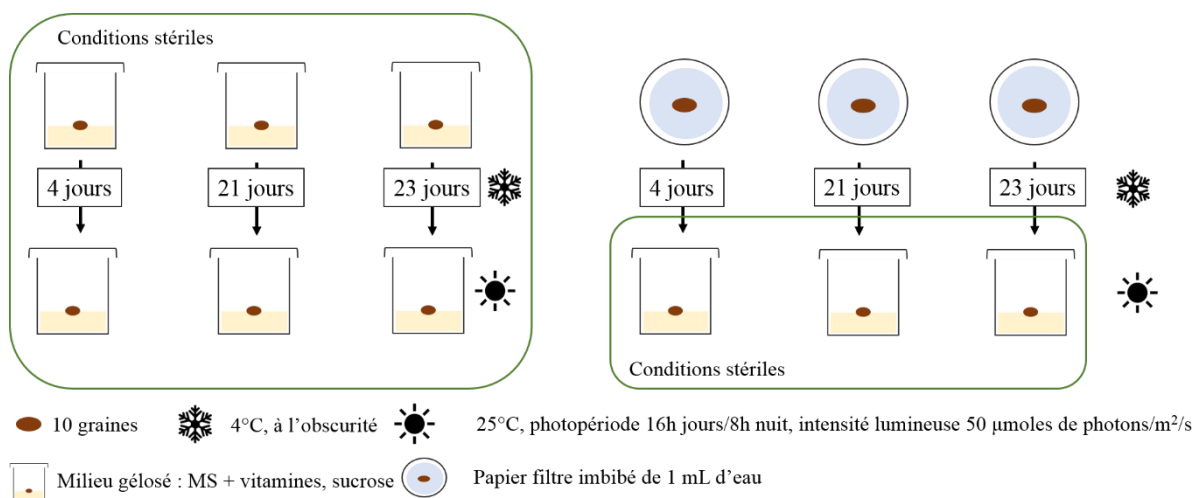 Conditions stériles
4 jours
21 jours
23 jours
4 jours
21 jours
23 jours
Conditions stériles
10 graines
4°C, à l’obscurité
25°C, photopériode 16h jours/8h nuit, intensité lumineuse 50 µmoles de photons/m²/s
Milieu gélosé : MS + vitamines, sucrose
Papier filtre imbibé de 1 mL d’eau